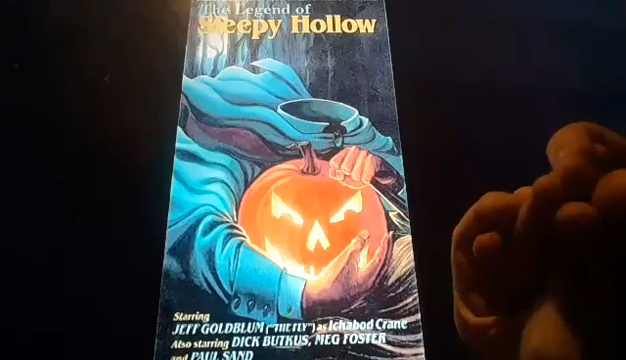 The Legend of
Sleepy Hollow
Starring
JEFF GOLDBLUM ("THE FLY") as Ichabod Crane
Also starring DICK BUTKUS, MEG FOSTER
and PAUL SAND